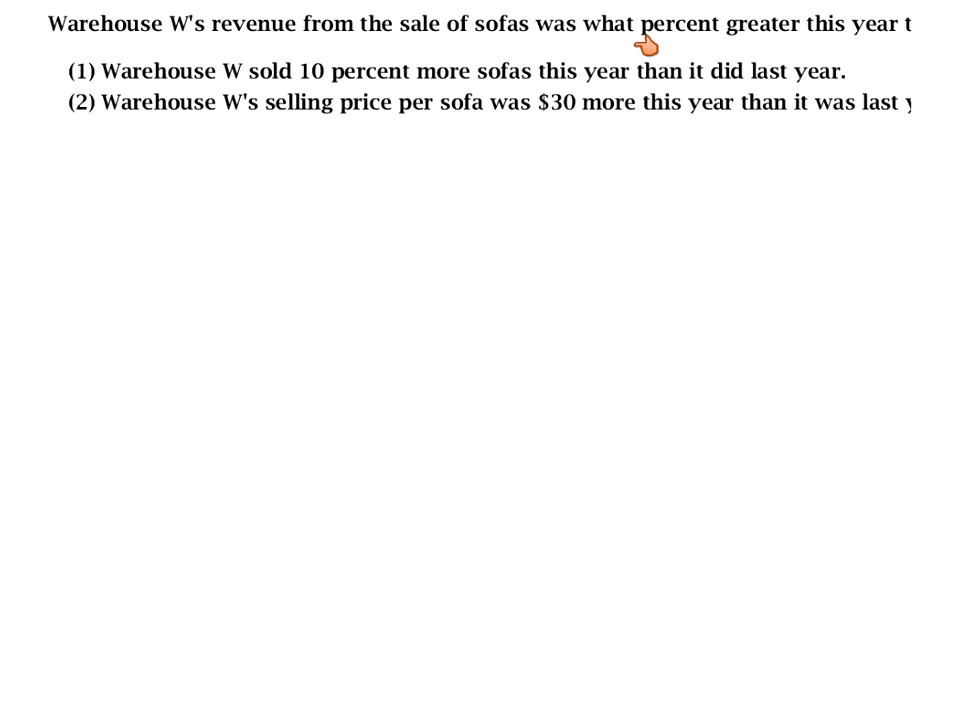 Warehouse W's revenue from the sale of sofas was what percent greater this year
(1) Warehouse W sold 10 percent more sofas this year than it did last year.
(2) Warehouse W's selling price per sofa was $30 more this year than it was last